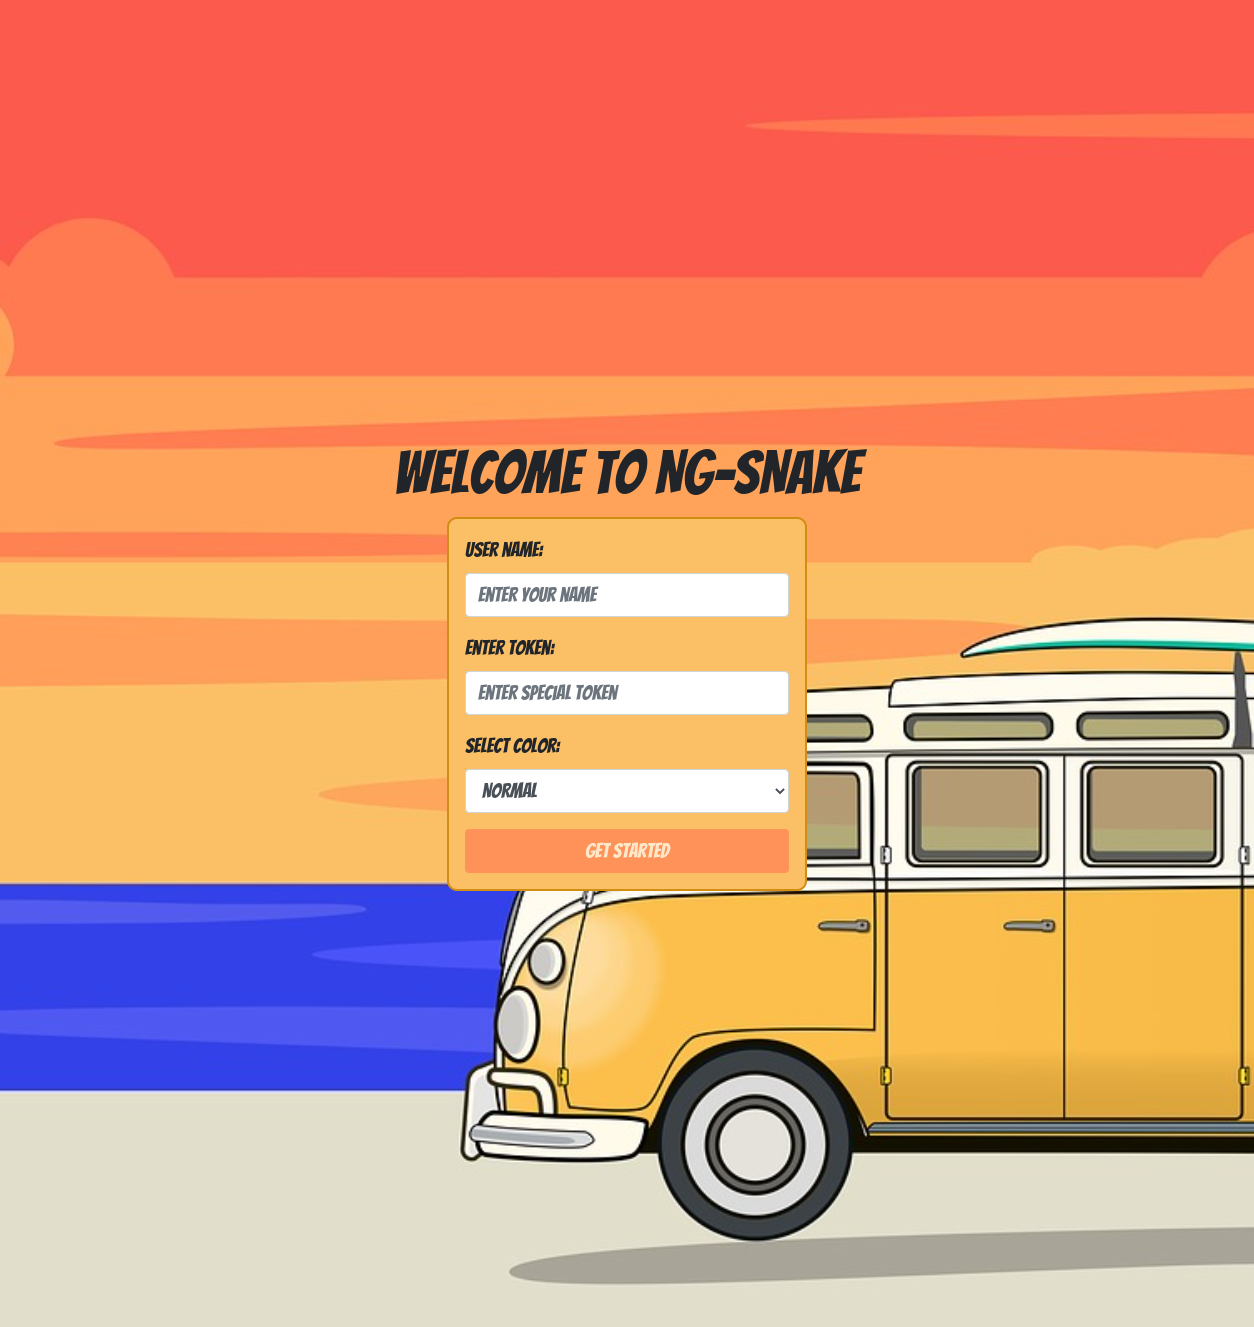 WELCOME TO NG-SNAKE
USER NAME:
ENTER YOUR NAME
ENTER TOKEN:
ENTER SPECIAL TOKEN
SELECT COLOR:
NORMAL
GET STARTED